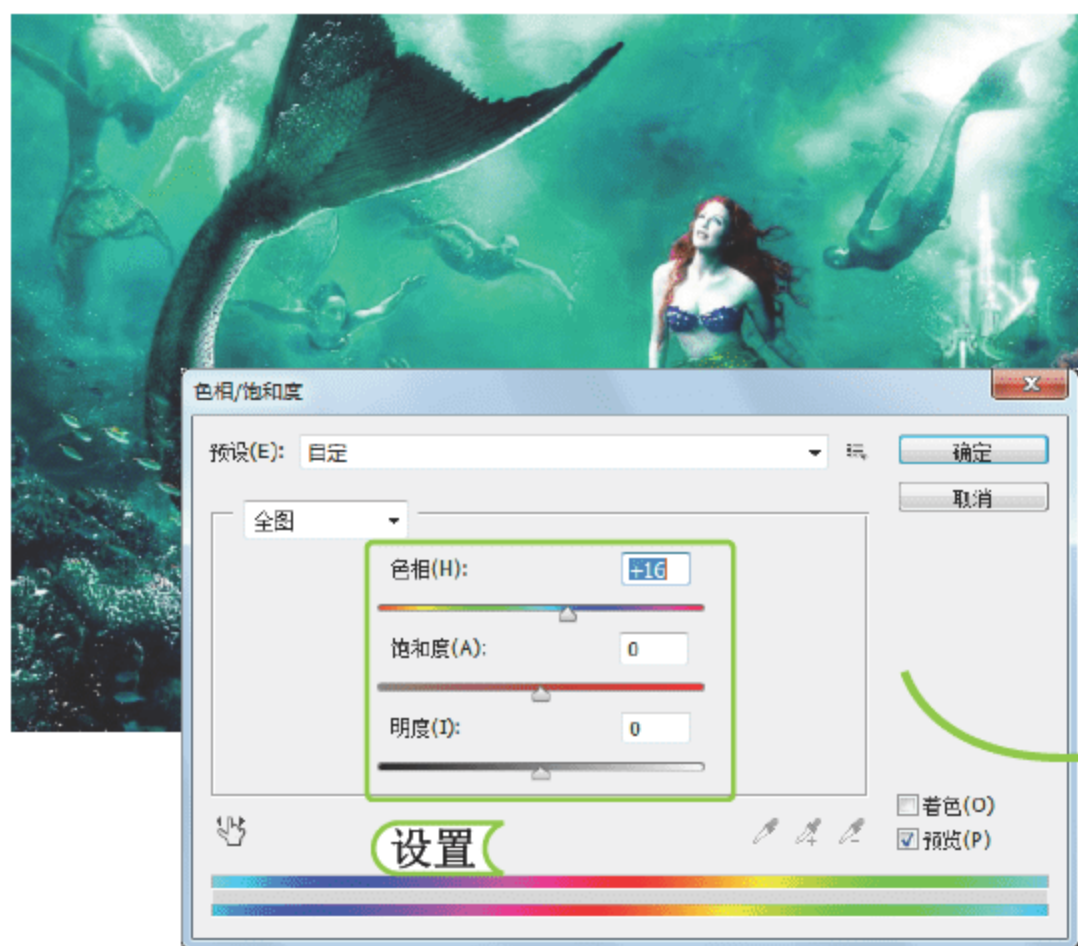 色相/饱和度
预设(E): 自定
确定
取消
全图
色相(H): +16
饱和度(A): 0
明度(I): 0
着色(O)
预览(P)
设置